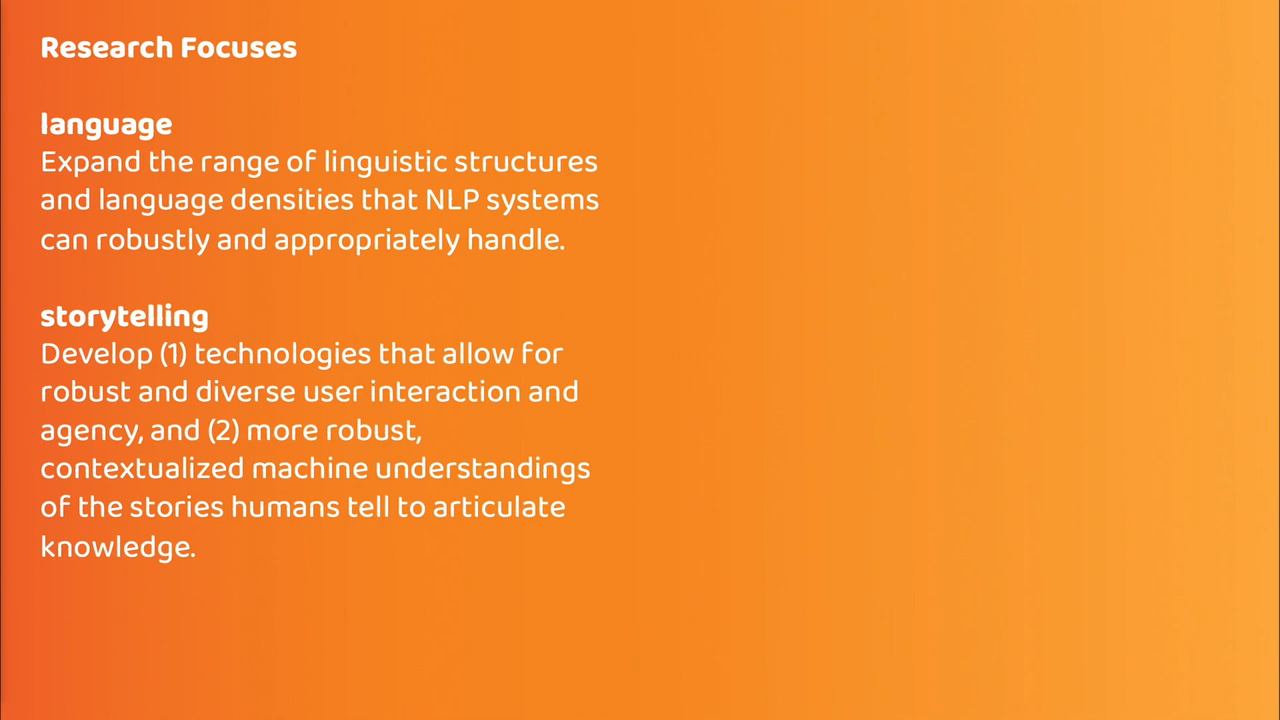 Research Focuses
language
Expand the range of linguistic structures
and language densities that NLP systems
can robustly and appropriately handle.
storytelling
Develop (1) technologies that allow for
robust and diverse user interaction and
agency, and (2) more robust,
contextualized machine understandings
of the stories humans tell to articulate
knowledge.